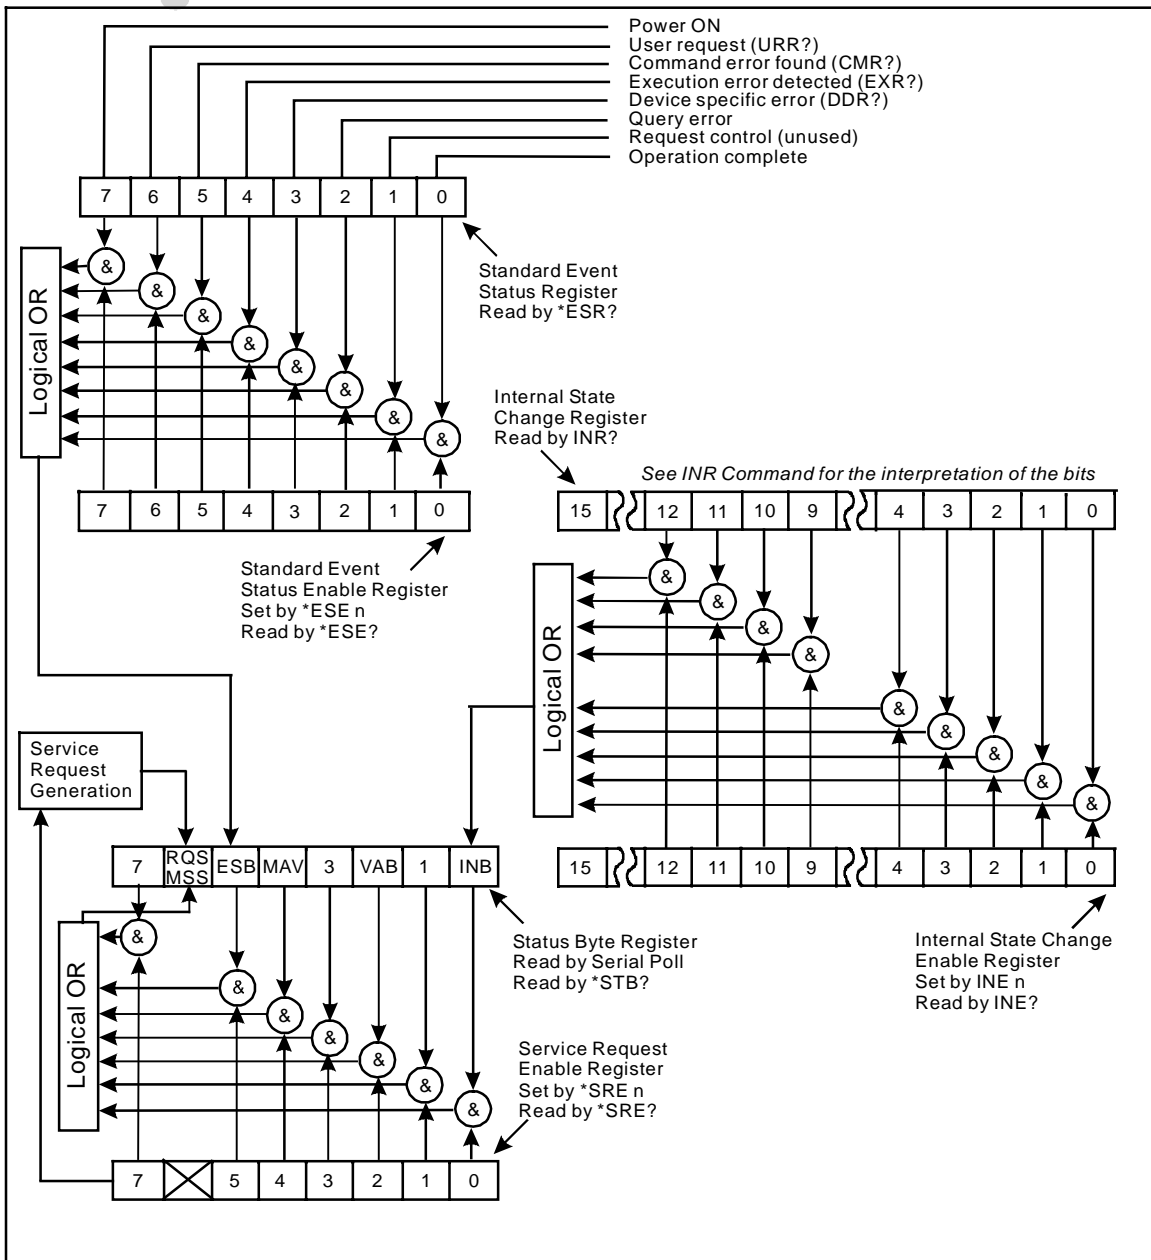 Power ON
User request (URR?)
Command error found (CMR?)
Execution error detected (EXR?)
Device specific error (DDR?)
Query error
Request control (unused)
Operation complete
7 6 5 4 3 2 1 0
Standard Event
Status Register
Read by *ESR?
Logical OR
& & & & & & & &
7 6 5 4 3 2 1 0
Standard Event
Status Enable Register
Set by *ESE n
Read by *ESE?
Internal State
Change Register
Read by INR?
See INR Command for the interpretation of the bits
15 12 11 10 9 4 3 2 1 0
Logical OR
& & & & & & & & &
15 12 11 10 9 4 3 2 1 0
Internal State Change
Enable Register
Set by INE n
Read by INE?
Service
Request
Generation
7 RQS MSS ESB MAV 3 VAB 1 INB
Status Byte Register
Read by Serial Poll
Read by *STB?
Logical OR
& & & & & & &
Service Request
Enable Register
Set by *SRE n
Read by *SRE?
7 5 4 3 2 1 0